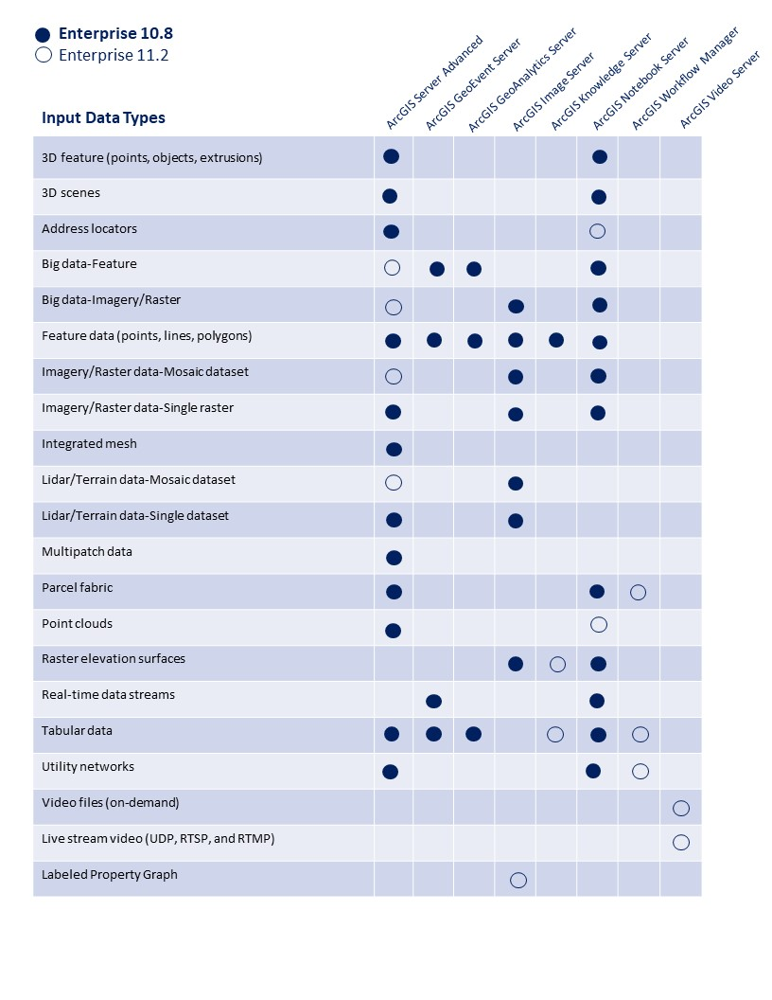 Enterprise 10.8
Enterprise 11.2
Input Data Types
ArcGIS Server Advanced
ArcGIS GeoEvent Server
ArcGIS GeoAnalytics Server
ArcGIS Image Server
ArcGIS Knowledge Server
ArcGIS Notebook Server
ArcGIS Workflow Manager
ArcGIS Video Server
3D feature (points, objects, extrusions)
3D scenes
Address locators
Big data-Feature
Big data-Imagery/Raster
Feature data (points, lines, polygons)
Imagery/Raster data-Mosaic dataset
Imagery/Raster data-Single raster
Integrated mesh
Lidar/Terrain data-Mosaic dataset
Lidar/Terrain data-Single dataset
Multipatch data
Parcel fabric
Point clouds
Raster elevation surfaces
Real-time data streams
Tabular data
Utility networks
Video files (on-demand)
Live stream video (UDP, RTSP, and RTMP)
Labeled Property Graph